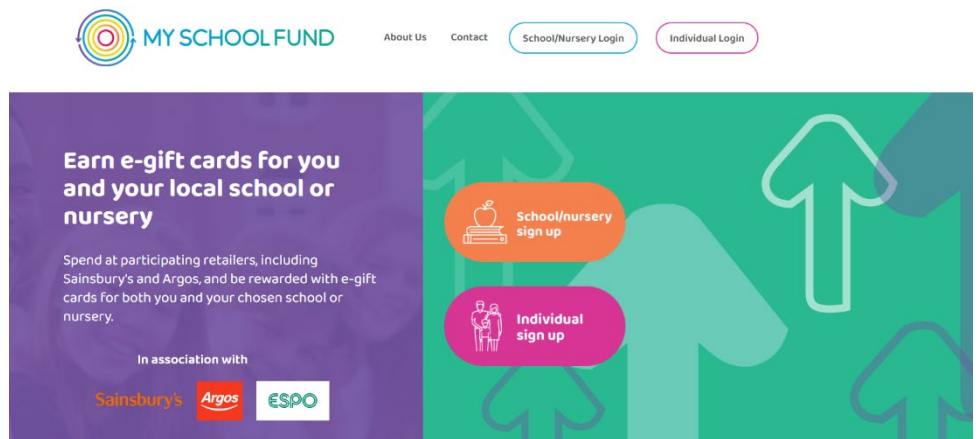 MY SCHOOL FUND
About Us
Contact
School/Nursery Login
Individual Login
Earn e-gift cards for you
and your local school or
nursery
Spend at participating retailers, including
Sainsbury's and Argos, and be rewarded with e-gift
cards for both you and your chosen school or
nursery.
In association with
Sainsbury's
Argos
ESPO
School/nursery
sign up
Individual
sign up